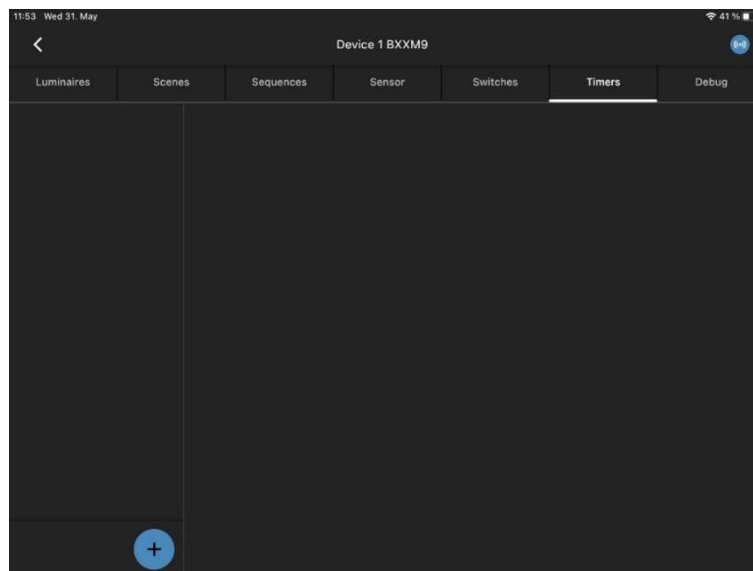 11:53 Wed 31. May 41 %
Device 1 BXXM9
Luminaires Scenes Sequences Sensor Switches Timers Debug
+